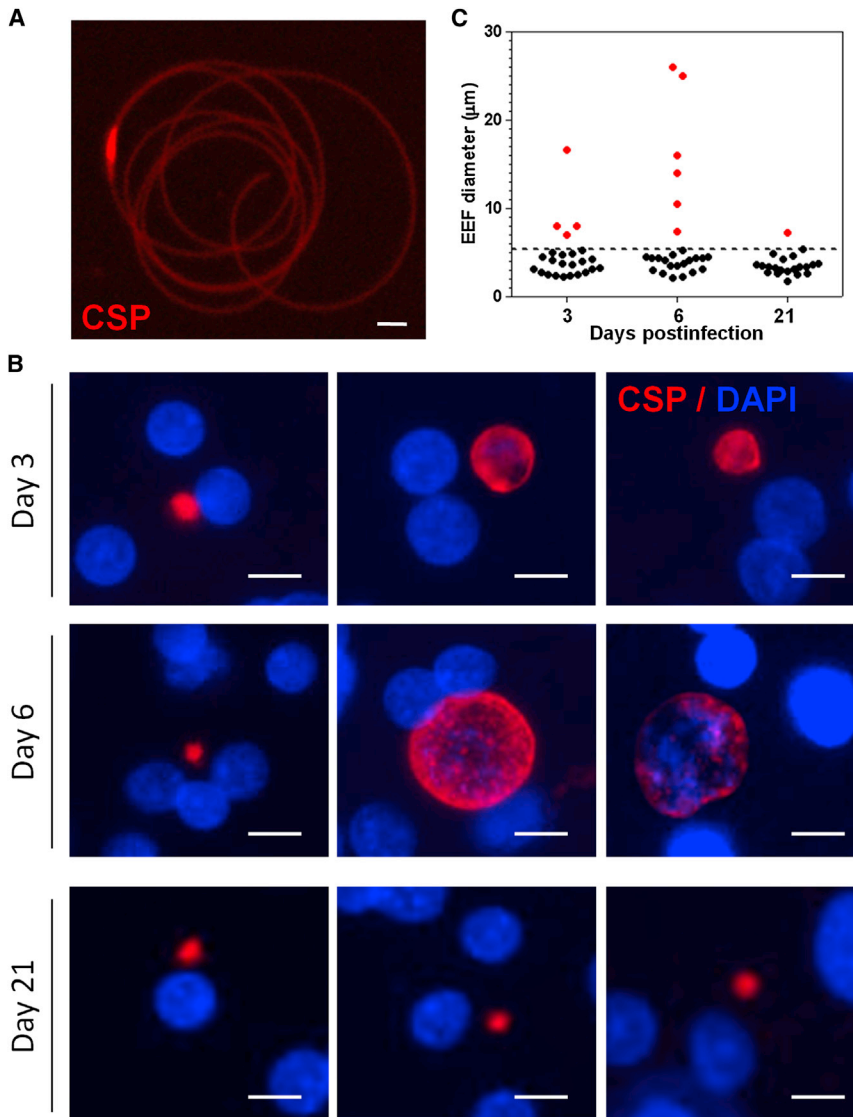 A
CSP
C
30
20
10
0
EEF diameter (µm)
3 6 21
Days postinfection
B
CSP / DAPI
Day 3
Day 6
Day 21